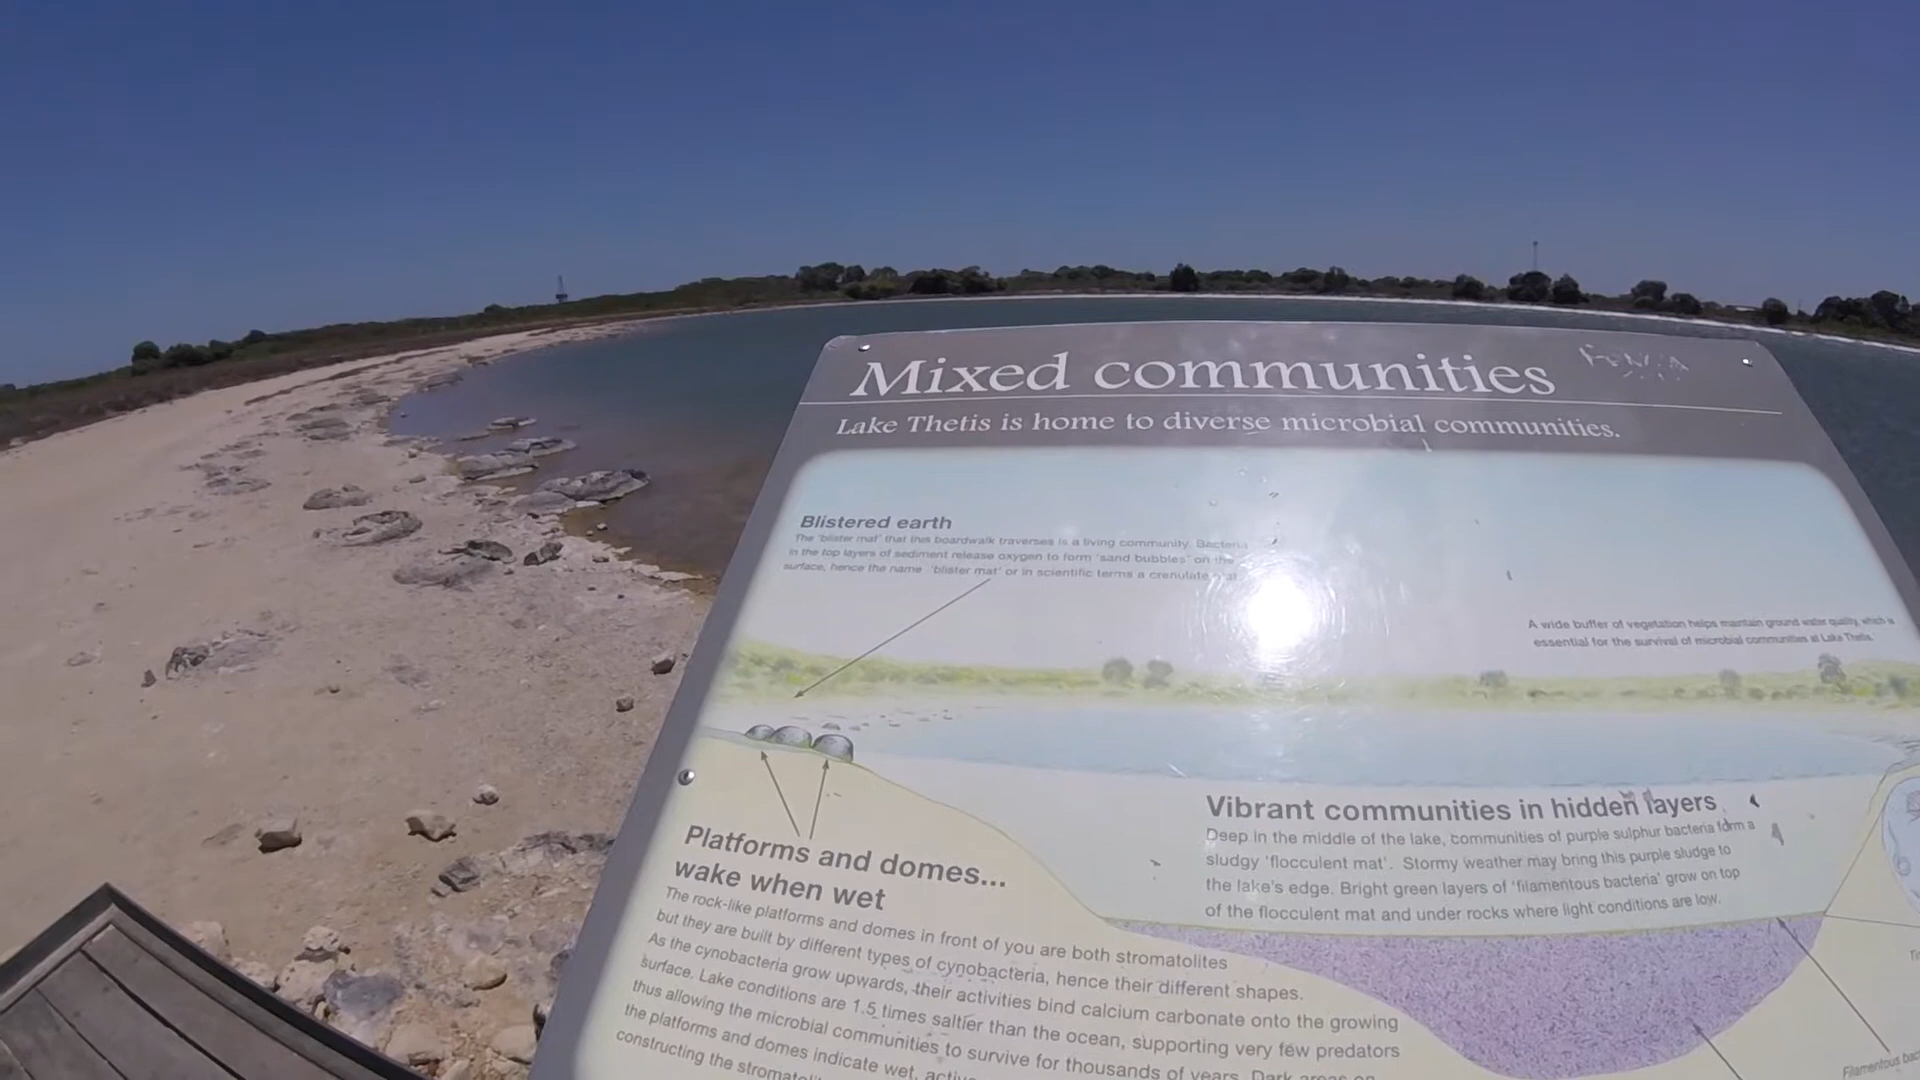 Mixed communities
Lake Thetis is home to diverse microbial communities.
Blistered earth
The 'blister mat' that this boardwalk traverses is a living community. Bacteria
in the top layers of sediment release oxygen to form 'sand bubbles' on the
surface, hence the name 'blister mat' or in scientific terms a crenulate mat.
A wide buffer of vegetation helps maintain ground water quality, which is
essential for the survival of microbial communities at Lake Thetis.
Vibrant communities in hidden layers
Deep in the middle of the lake, communities of purple sulphur bacteria form a
sludgy 'flocculent mat'. Stormy weather may bring this purple sludge to
the lake's edge. Bright green layers of 'filamentous bacteria' grow on top
of the flocculent mat and under rocks where light conditions are low.
Platforms and domes...
wake when wet
The rock-like platforms and domes in front of you are both stromatolites
but they are built by different types of cynobacteria, hence their different shapes.
As the cynobacteria grow upwards, their activities bind calcium carbonate onto the growing
surface. Lake conditions are 1.5 times saltier than the ocean, supporting very few predators
thus allowing the microbial communities to survive for thousands of years. Dark areas on
the platforms and domes indicate wet,
constructing the
Filamentous